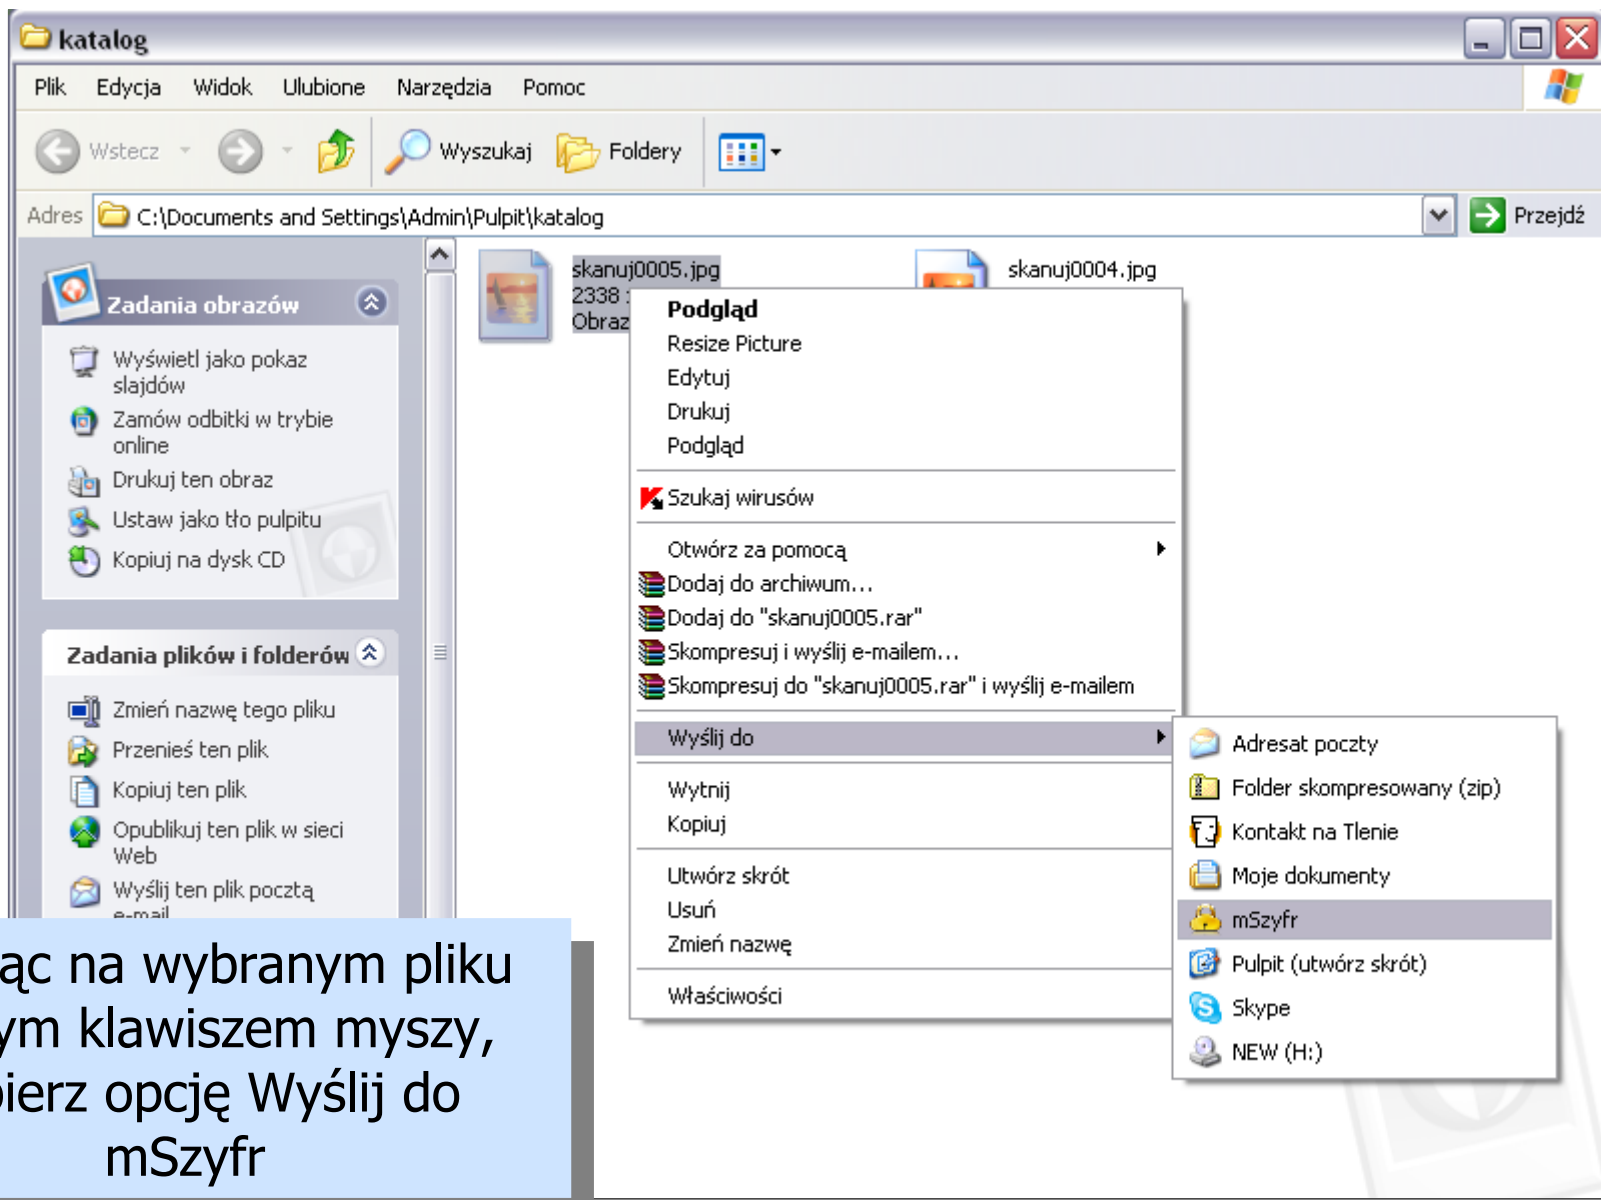 katalog
Plik Edycja Widok Ulubione Narzędzia Pomoc
Wstecz Wyszukaj Foldery
Adres C:\Documents and Settings\Admin\Pulpit\katalog Przejdź
Zadania obrazów
Wyświetl jako pokaz
slajdów
Zamów odbitki w trybie
online
Drukuj ten obraz
Ustaw jako tło pulpitu
Kopiuj na dysk CD
Zadania plików i folderów
Zmień nazwę tego pliku
Przenieś ten plik
Kopiuj ten plik
Opublikuj ten plik w sieci
Web
Wyślij ten plik pocztą
e-mail
skanuj0005.jpg
2338
Obraz
skanuj0004.jpg
Podgląd
Resize Picture
Edytuj
Drukuj
Podgląd
Szukaj wirusów
Otwórz za pomocą
Dodaj do archiwum...
Dodaj do "skanuj0005.rar"
Skompresuj i wyślij e-mailem...
Skompresuj do "skanuj0005.rar" i wyślij e-mailem
Wyślij do
Wytnij
Kopiuj
Utwórz skrót
Usuń
Zmień nazwę
Właściwości
Adresat poczty
Folder skompresowany (zip)
Kontakt na Tlenie
Moje dokumenty
mSzyfr
Pulpit (utwórz skrót)
Skype
NEW (H:)
na wybranym pliku
klawiszem myszy,
opcję Wyślij do
mSzyfr